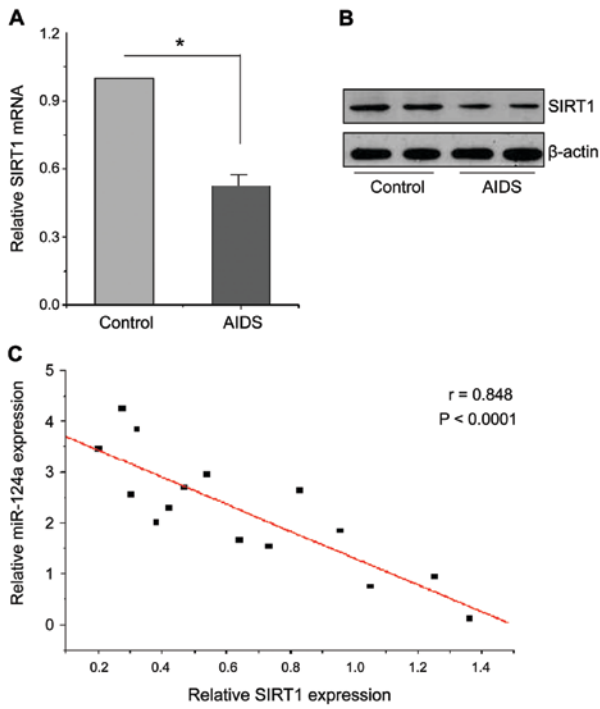 A
Relative SIRT1 mRNA
1.2
0.9
0.6
0.3
0.0
*
Control
AIDS
B
SIRT1
β-actin
Control
AIDS
C
Relative miR-124a expression
5
4
3
2
1
0
r = 0.848
P < 0.0001
0.2 0.4 0.6 0.8 1.0 1.2 1.4
Relative SIRT1 expression